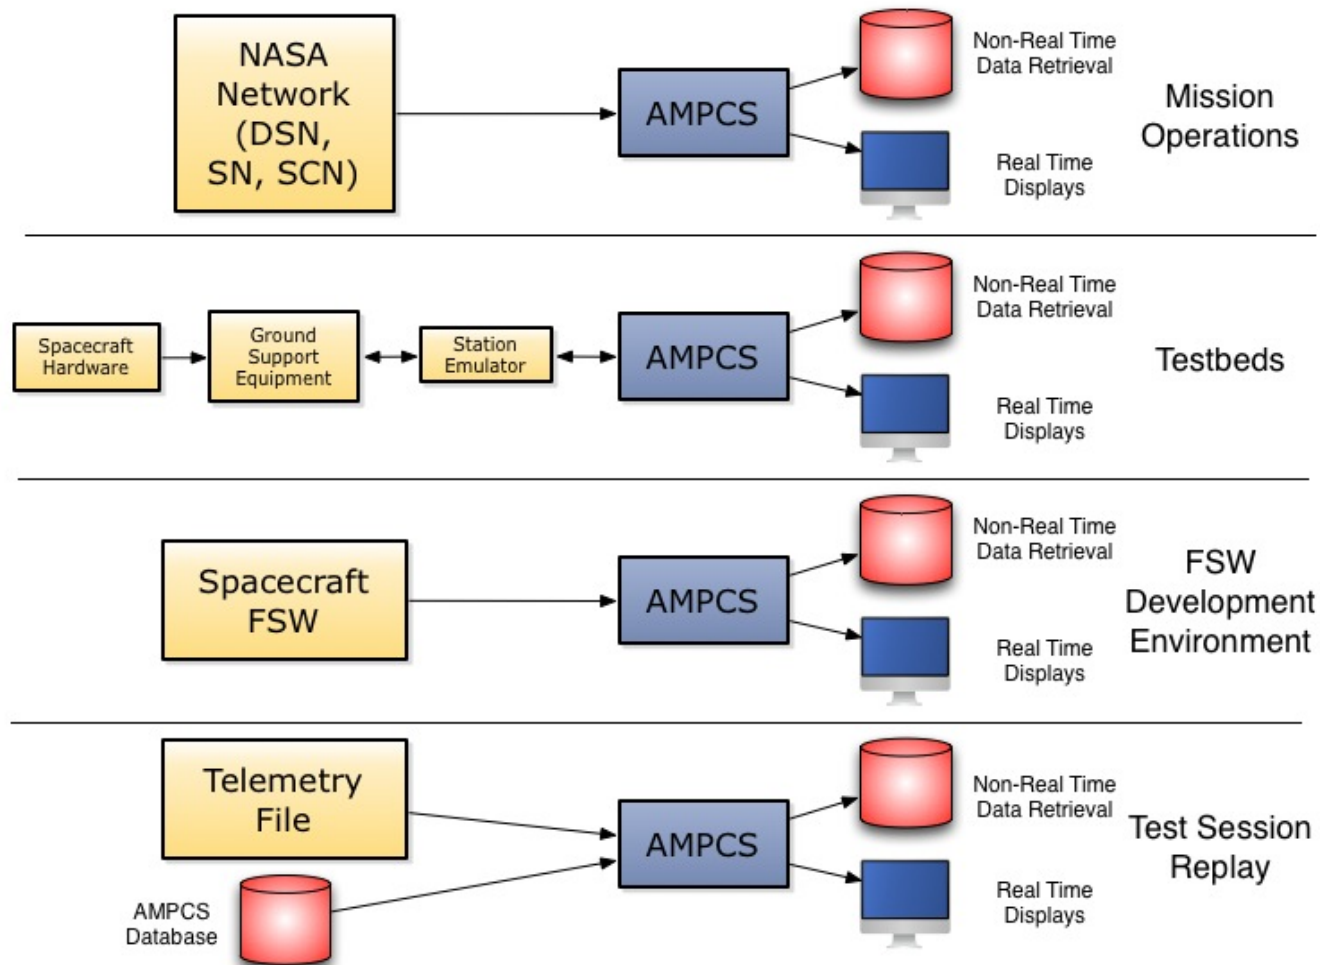 NASA
Network
(DSN,
SN, SCN)
AMPCS
Non-Real Time
Data Retrieval
Real Time
Displays
Mission
Operations
Spacecraft
Hardware
Ground
Support
Equipment
Station
Emulator
AMPCS
Non-Real Time
Data Retrieval
Real Time
Displays
Testbeds
Spacecraft
FSW
AMPCS
Non-Real Time
Data Retrieval
Real Time
Displays
FSW
Development
Environment
Telemetry
File
AMPCS
Database
AMPCS
Non-Real Time
Data Retrieval
Real Time
Displays
Test Session
Replay